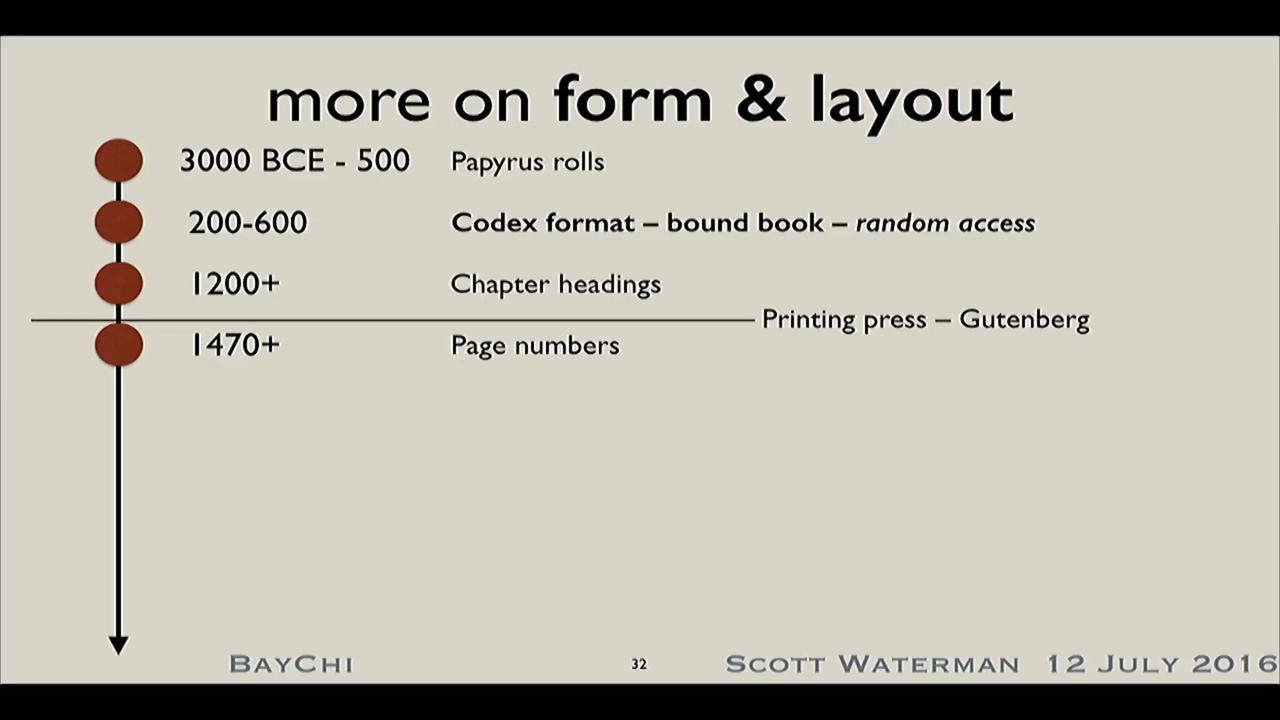 more on form & layout
3000 BCE - 500 Papyrus rolls
200-600 Codex format – bound book – random access
1200+ Chapter headings
Printing press – Gutenberg
1470+ Page numbers
BayChi 32 Scott Waterman 12 July 2016